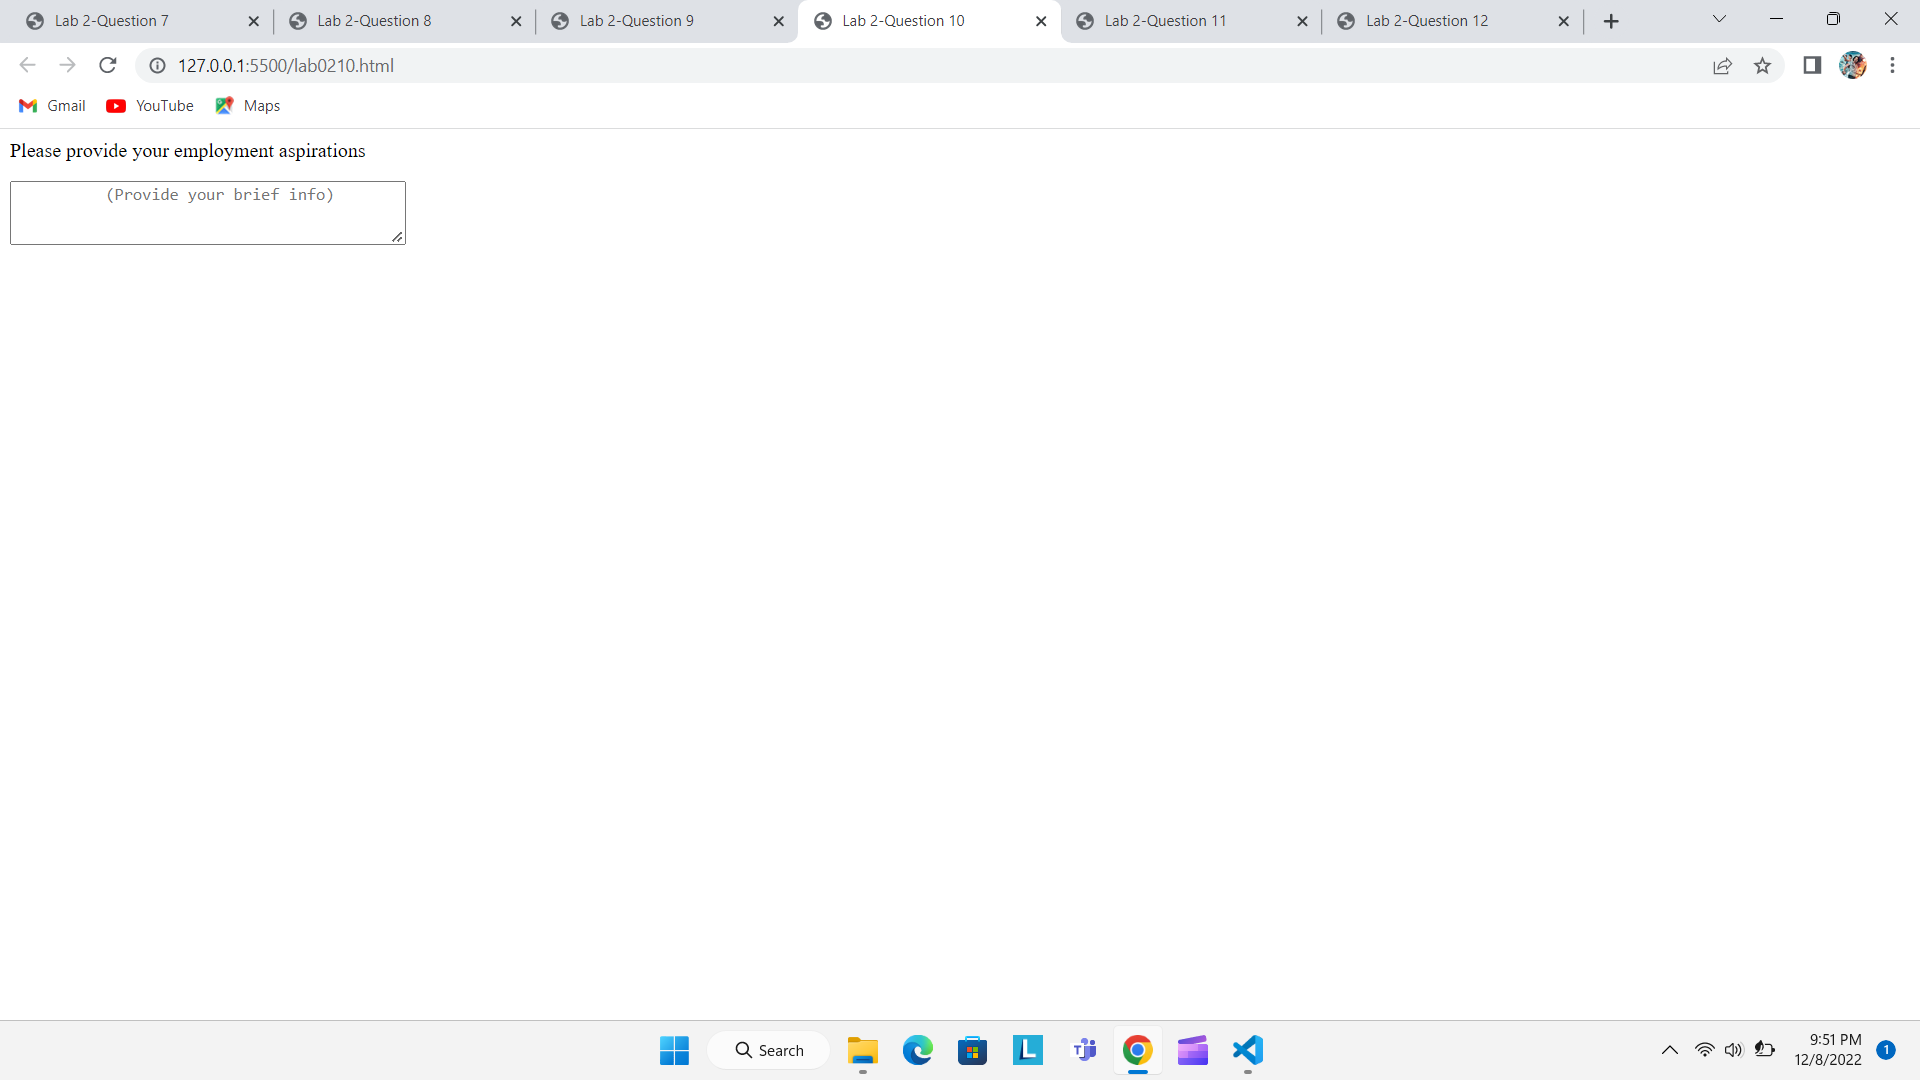 Lab 2-Question 7
Lab 2-Question 8
Lab 2-Question 9
Lab 2-Question 10
Lab 2-Question 11
Lab 2-Question 12
127.0.0.1:5500/lab0210.html
Gmail
YouTube
Maps
Please provide your employment aspirations
(Provide your brief info)
Search
L
T
9:51 PM
12/8/2022
1